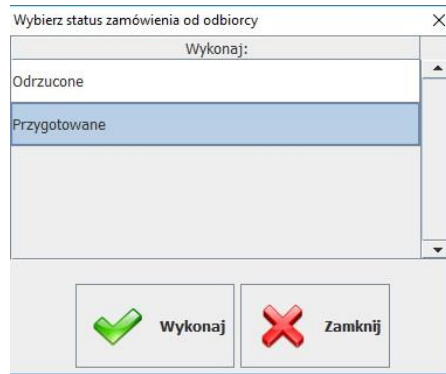 Wybierz status zamówienia od odbiorcy
Wykonaj:
Odrzucone
Przygotowane
Wykonaj
Zamknij